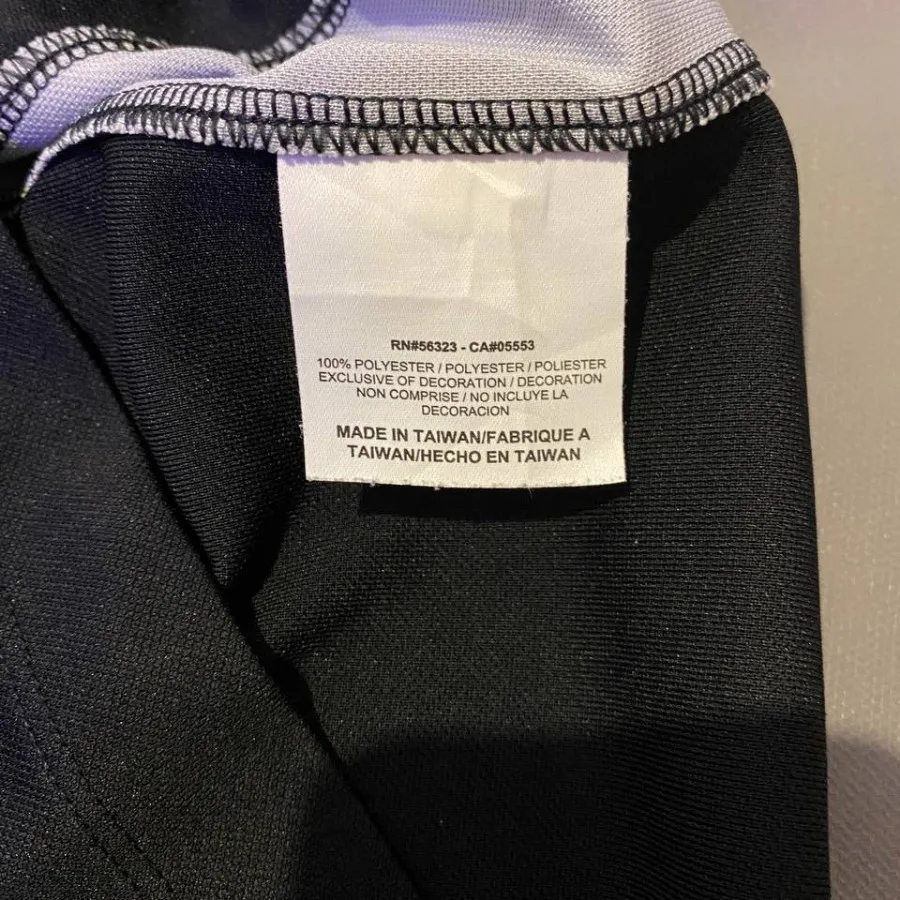 RN#56323 - CA#05553
100% POLYESTER / POLYESTER / POLIESTER
EXCLUSIVE OF DECORATION / DECORATION
NON COMPRISE / NO INCLUYE LA
DECORACION
MADE IN TAIWAN/FABRIQUE A
TAIWAN/HECHO EN TAIWAN